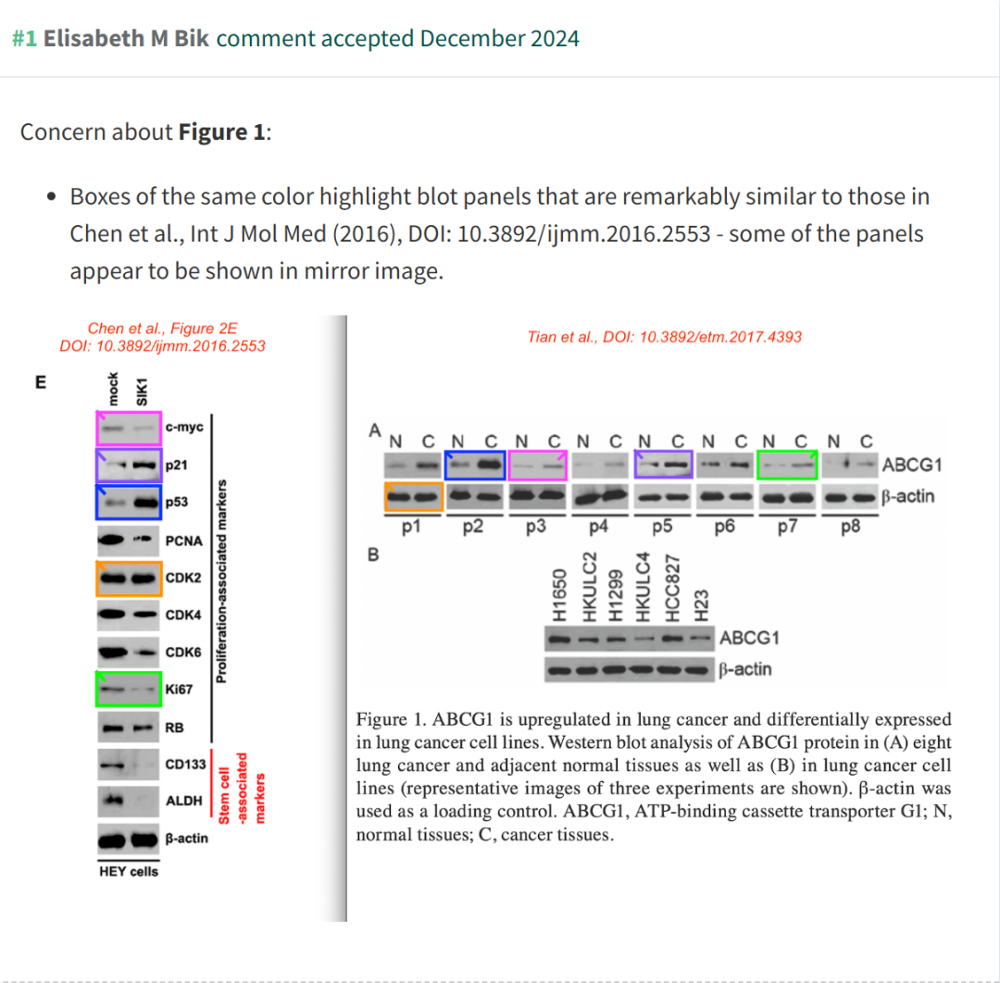 #1 Elisabeth M Bik comment accepted December 2024
Concern about Figure 1:
• Boxes of the same color highlight blot panels that are remarkably similar to those in
Chen et al., Int J Mol Med (2016), DOI: 10.3892/ijmm.2016.2553 - some of the panels
appear to be shown in mirror image.
Chen et al., Figure 2E
DOI: 10.3892/ijmm.2016.2553
E
mock
SIK1
c-myc
p21
p53
PCNA
CDK2
CDK4
CDK6
Ki67
RB
CD133
ALDH
β-actin
HEY cells
Proliferation-associated markers
Stem cell
-associated
markers
Tian et al., DOI: 10.3892/etm.2017.4393
A
N C N C N C N C N C N C N C N C
ABCG1
β-actin
p1 p2 p3 p4 p5 p6 p7 p8
B
H1650
HKULC2
H1299
HKULC4
HCC827
H23
ABCG1
β-actin
Figure 1. ABCG1 is upregulated in lung cancer and differentially expressed
in lung cancer cell lines. Western blot analysis of ABCG1 protein in (A) eight
lung cancer and adjacent normal tissues as well as (B) in lung cancer cell
lines (representative images of three experiments are shown). β-actin was
used as a loading control. ABCG1, ATP-binding cassette transporter G1; N,
normal tissues; C, cancer tissues.